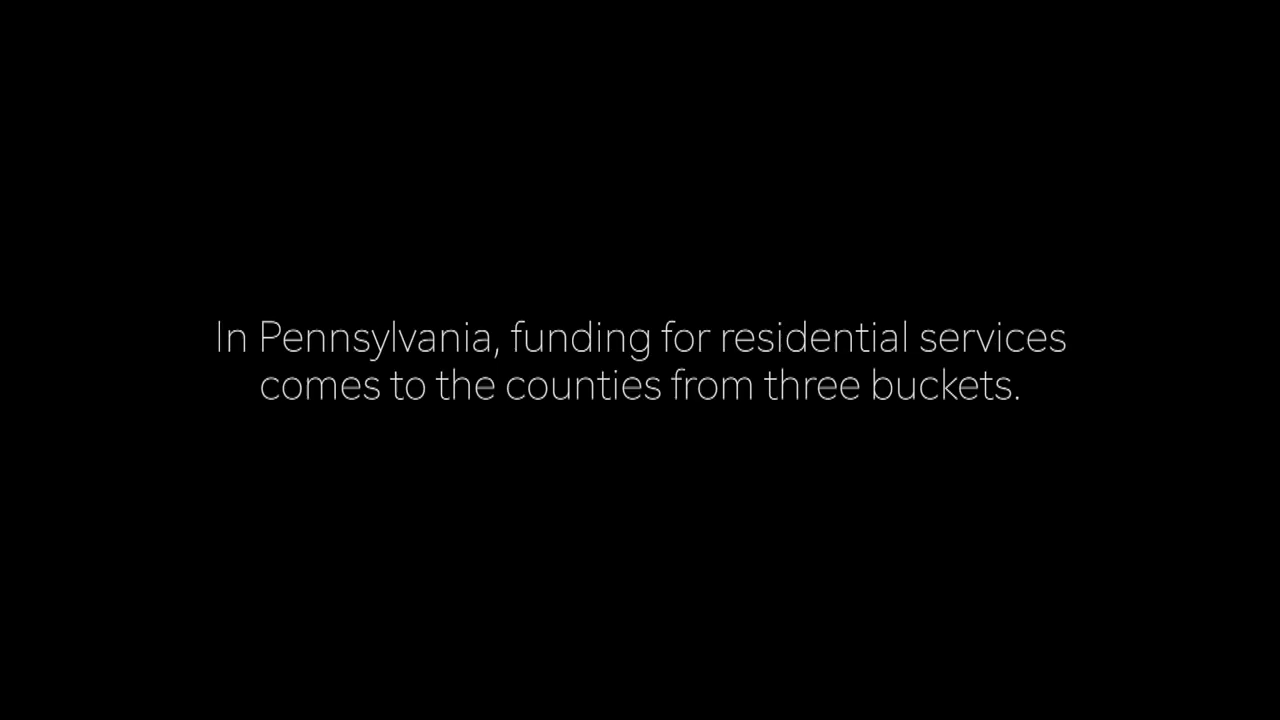 In Pennsylvania, funding for residential services
comes to the counties from three buckets.